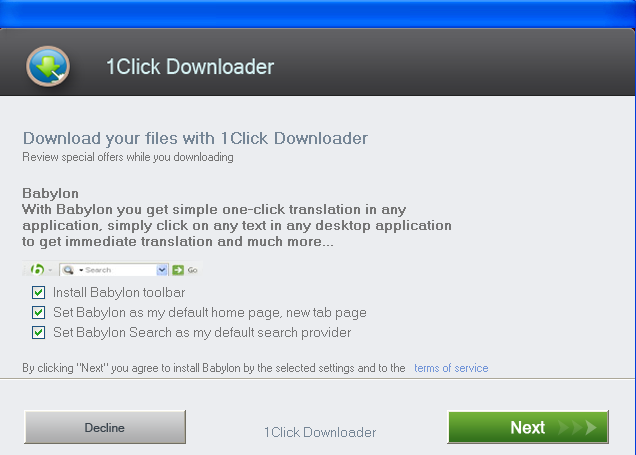 1Click Downloader
Download your files with 1Click Downloader
Review special offers while you downloading
Babylon
With Babylon you get simple one-click translation in any
application, simply click on any text in any desktop application
to get immediate translation and much more...
Search Go
Install Babylon toolbar
Set Babylon as my default home page, new tab page
Set Babylon Search as my default search provider
By clicking "Next" you agree to install Babylon by the selected settings and to the terms of service
Decline 1Click Downloader Next